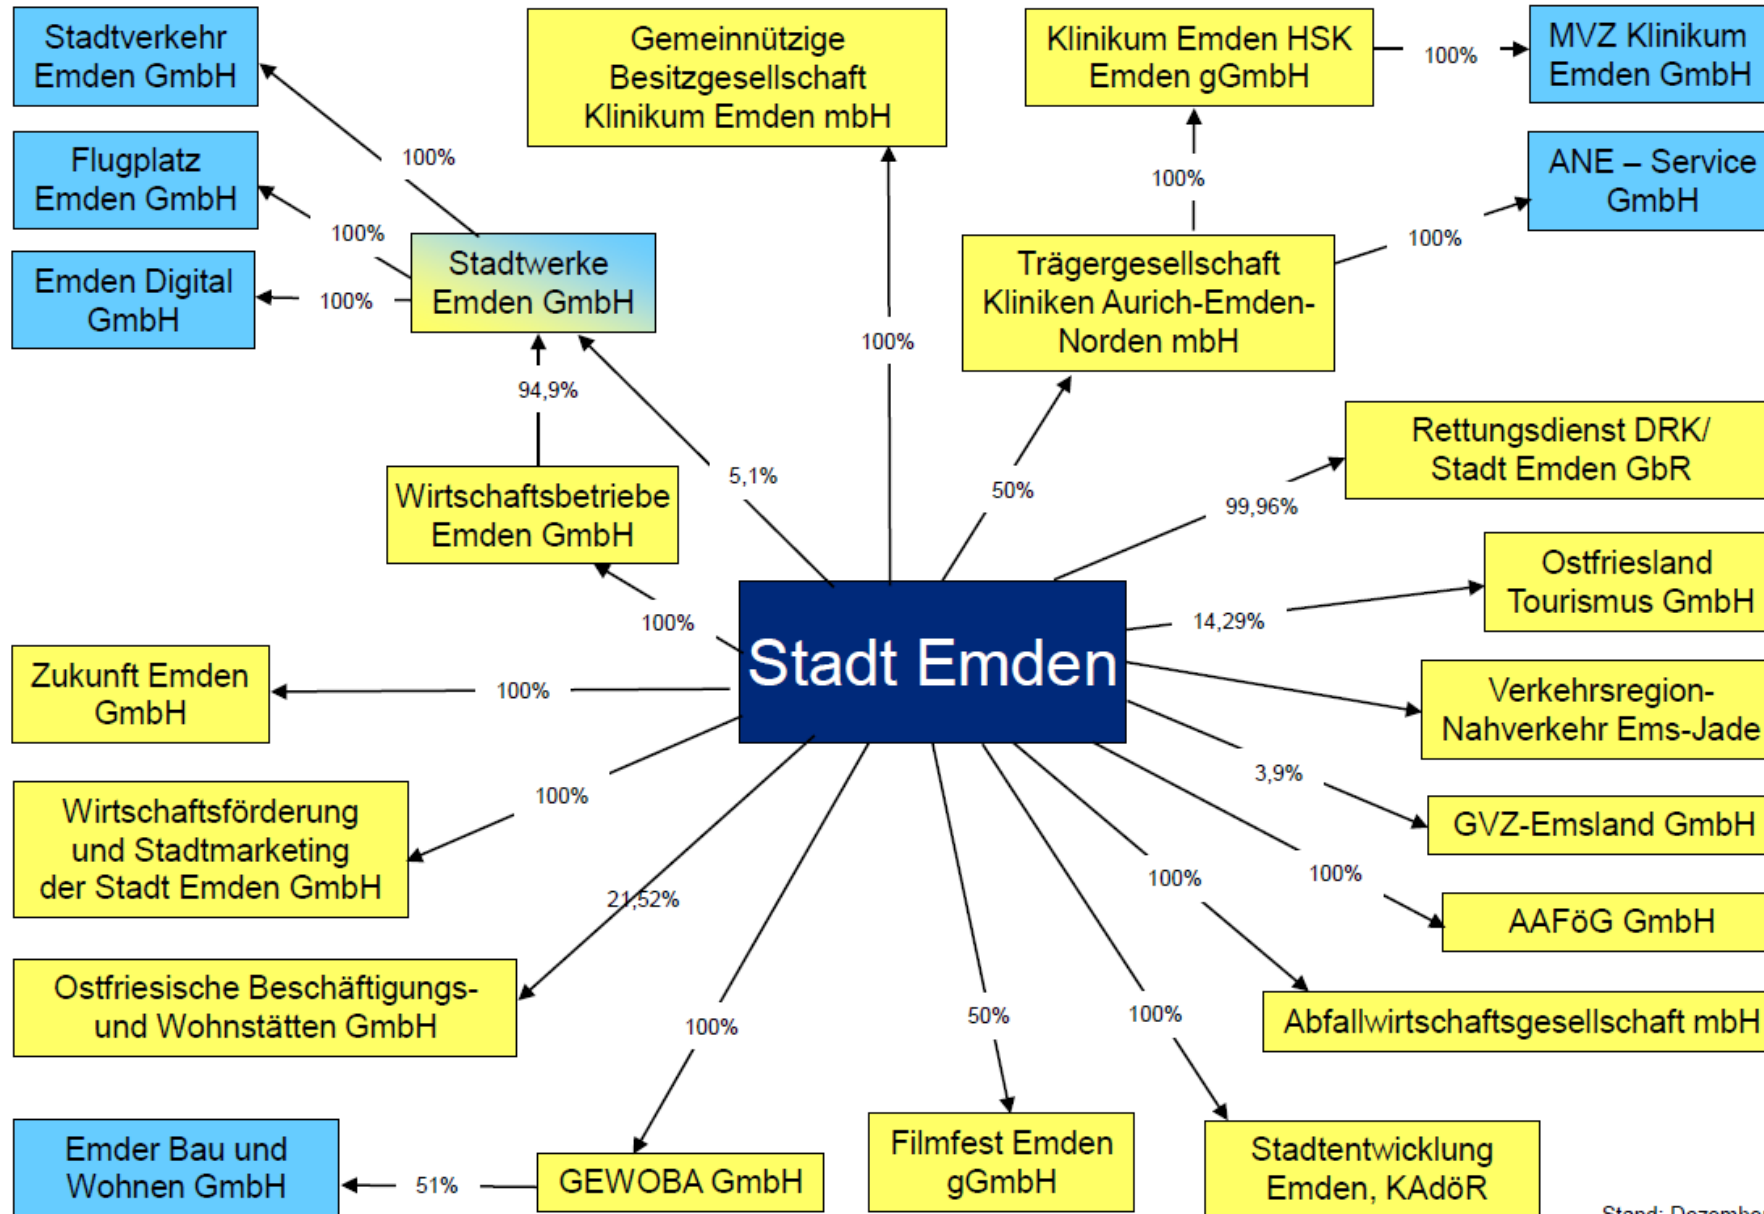 Stadtverkehr
Emden GmbH
Gemeinnützige
Besitzgesellschaft
Klinikum Emden mbH
Klinikum Emden HSK
Emden gGmbH
100%
MVZ Klinikum
Emden GmbH
Flugplatz
Emden GmbH
100%
100%
ANE – Service
GmbH
100%
100%
Emden Digital
GmbH
100%
Stadtwerke
Emden GmbH
Trägergesellschaft
Kliniken Aurich-Emden-
Norden mbH
100%
94,9%
Rettungsdienst DRK/
Stadt Emden GbR
5,1%
50%
99,96%
Wirtschaftsbetriebe
Emden GmbH
Ostfriesland
Tourismus GmbH
100%
14,29%
Stadt Emden
Zukunft Emden
GmbH
100%
Verkehrsregion-
Nahverkehr Ems-Jade
3,9%
GVZ-Emsland GmbH
Wirtschaftsförderung
und Stadtmarketing
der Stadt Emden GmbH
100%
100%
100%
AAFöG GmbH
21,52%
Ostfriesische Beschäftigungs-
und Wohnstätten GmbH
100%
50%
100%
Abfallwirtschaftsgesellschaft mbH
Emder Bau und
Wohnen GmbH
51%
GEWOBA GmbH
Filmfest Emden
gGmbH
Stadtentwicklung
Emden, KAdöR